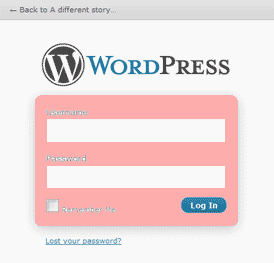 ← Back to A different story...
WORDPRESS
Username
Password
Remember Me
Log In
Lost your password?